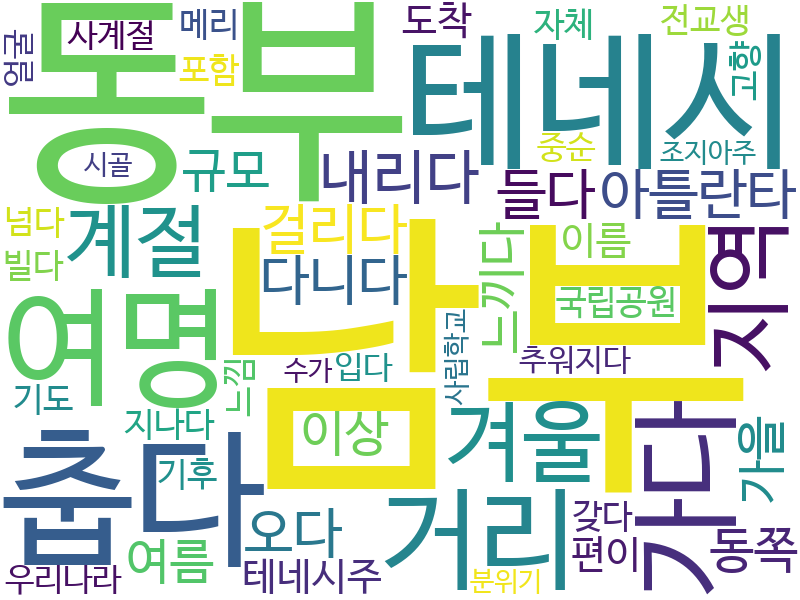 얼굴
사계절
메리
도착
자체
전교생
동부
포함
테네시
고향
시골
규모
내리다
중순
조지아주
들다
아틀란타
넘다
계절
걸리다
이름
지역
빌다
다니다
느끼다
국립공원
여명
남부
사립학교
추워지다
기도
느낌
수가
입다
지나다
이상
겨울
가다
가을
춥다
기후
거리
갖다
동쪽
오다
편이
여름
우리나라
테네시주
분위기